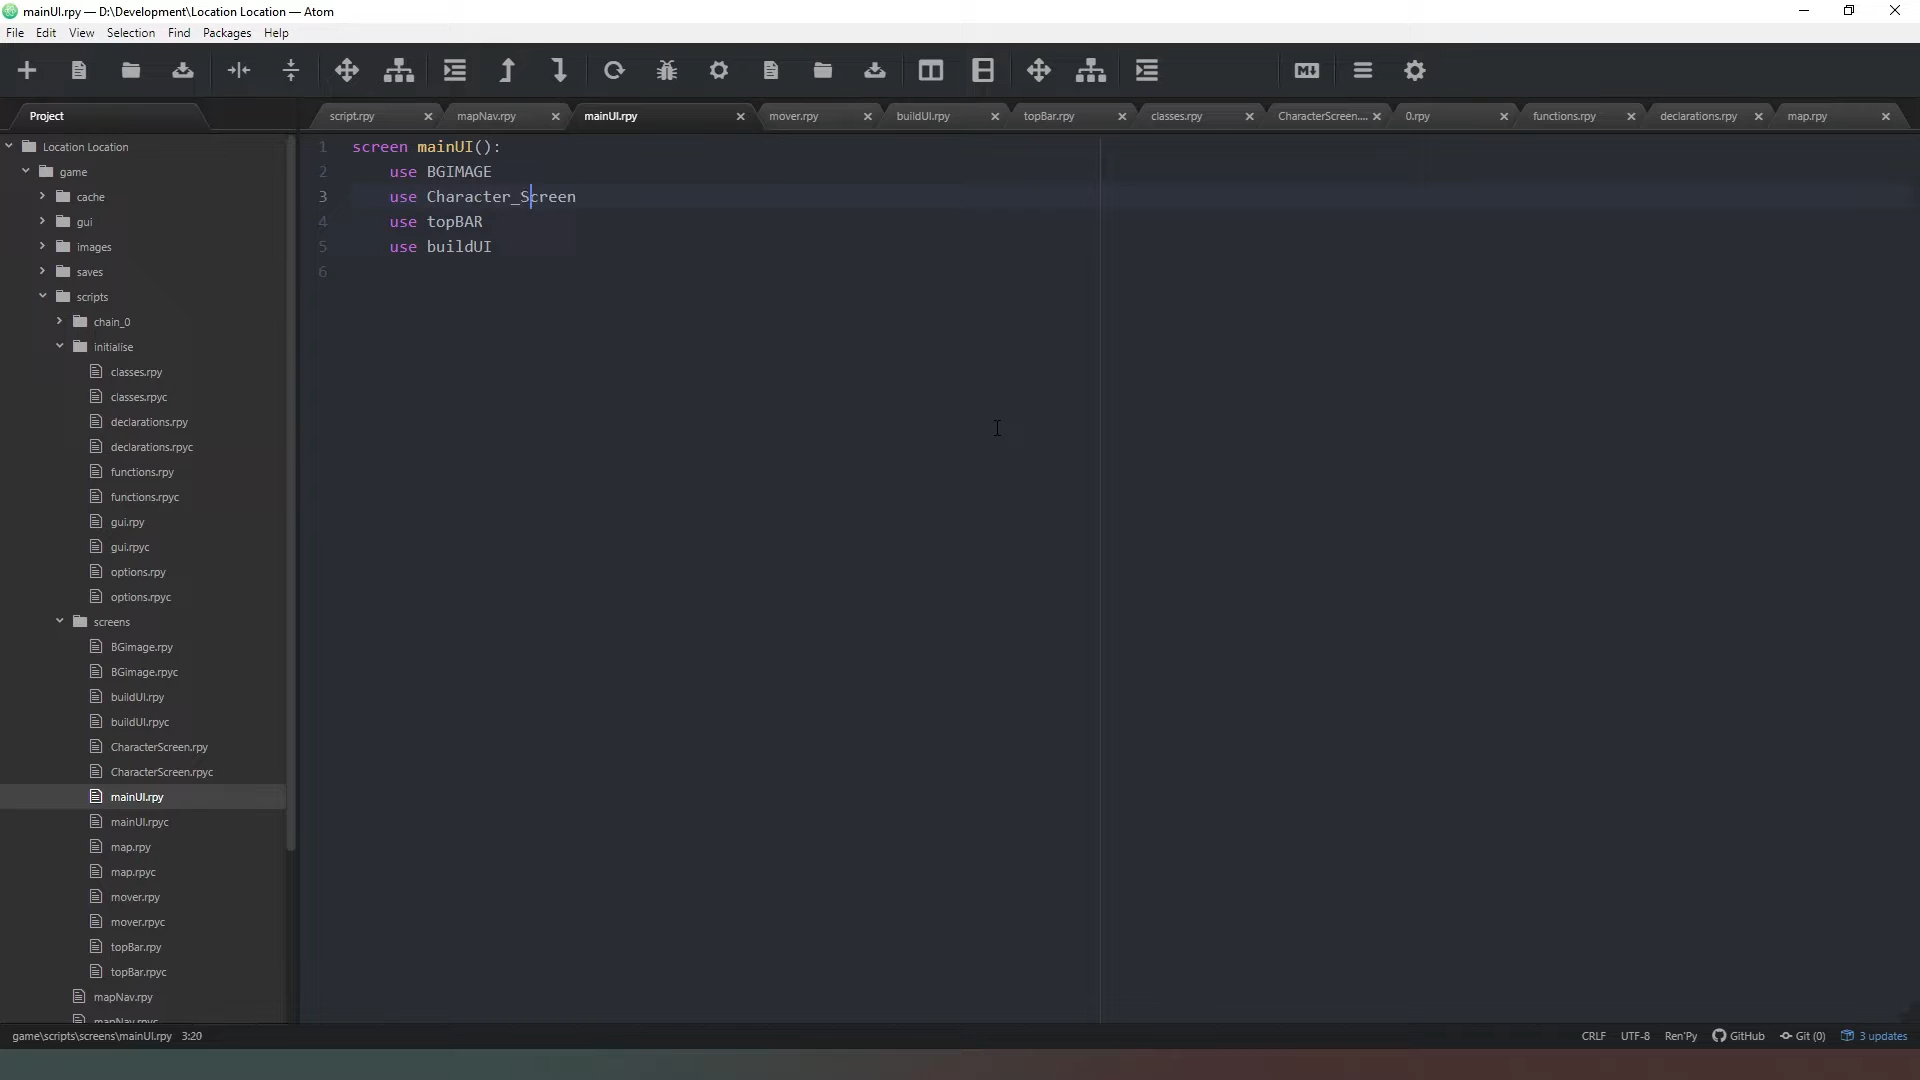 mainUI.rpy — D:\Development\Location Location — Atom
File Edit View Selection Find Packages Help
Project
script.rpy mapNav.rpy mainUI.rpy mover.rpy buildUI.rpy topBar.rpy classes.rpy CharacterScreen.... 0.rpy functions.rpy declarations.rpy map.rpy
Location Location
game
cache
gui
images
saves
scripts
chain_0
initialise
classes.rpy
classes.rpyc
declarations.rpy
declarations.rpyc
functions.rpy
functions.rpyc
gui.rpy
gui.rpyc
options.rpy
options.rpyc
screens
BGimage.rpy
BGimage.rpyc
buildUI.rpy
buildUI.rpyc
CharacterScreen.rpy
CharacterScreen.rpyc
mainUI.rpy
mainUI.rpyc
map.rpy
map.rpyc
mover.rpy
mover.rpyc
topBar.rpy
topBar.rpyc
mapNav.rpy
mapNav.rpyc
1 screen mainUI():
2 use BGIMAGE
3 use Character_Screen
4 use topBAR
5 use buildUI
6
game\scripts\screens\mainUI.rpy 3:20
CRLF UTF-8 Ren'Py GitHub Git (0) 3 updates